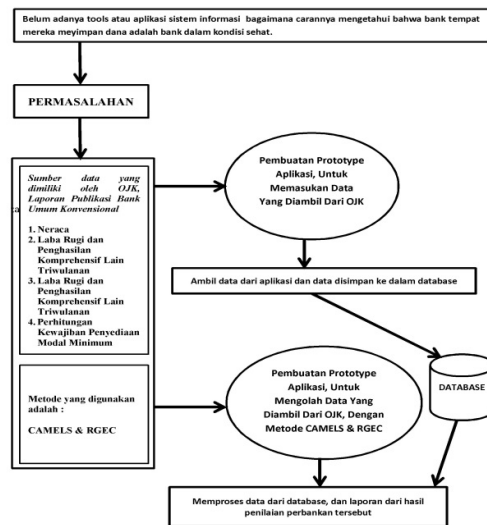 Belum adanya tools atau aplikasi sistem informasi bagaimana carannya mengetahui bahwa bank tempat
mereka meyimpan dana adalah bank dalam kondisi sehat.
PERMASALAHAN
Sumber data yang
dimiliki oleh OJK,
Laporan Publikasi Bank
Umum Konvensional
1. Neraca
2. Laba Rugi dan
Penghasilan
Komprehensif Lain
Triwulanan
3. Laba Rugi dan
Penghasilan
Komprehensif Lain
Triwulanan
4. Perhitungan
Kewajiban Penyediaan
Modal Minimum
Metode yang digunakan
adalah :
CAMELS & RGEC
Pembuatan Prototype
Aplikasi, Untuk
Memasukan Data
Yang Diambil Dari OJK
Ambil data dari aplikasi dan data disimpan ke dalam database
DATABASE
Pembuatan Prototype
Aplikasi, Untuk
Mengolah Data Yang
Diambil Dari OJK, Dengan
Metode CAMELS & RGEC
Memproses data dari database, dan laporan dari hasil
penilaian perbankan tersebut